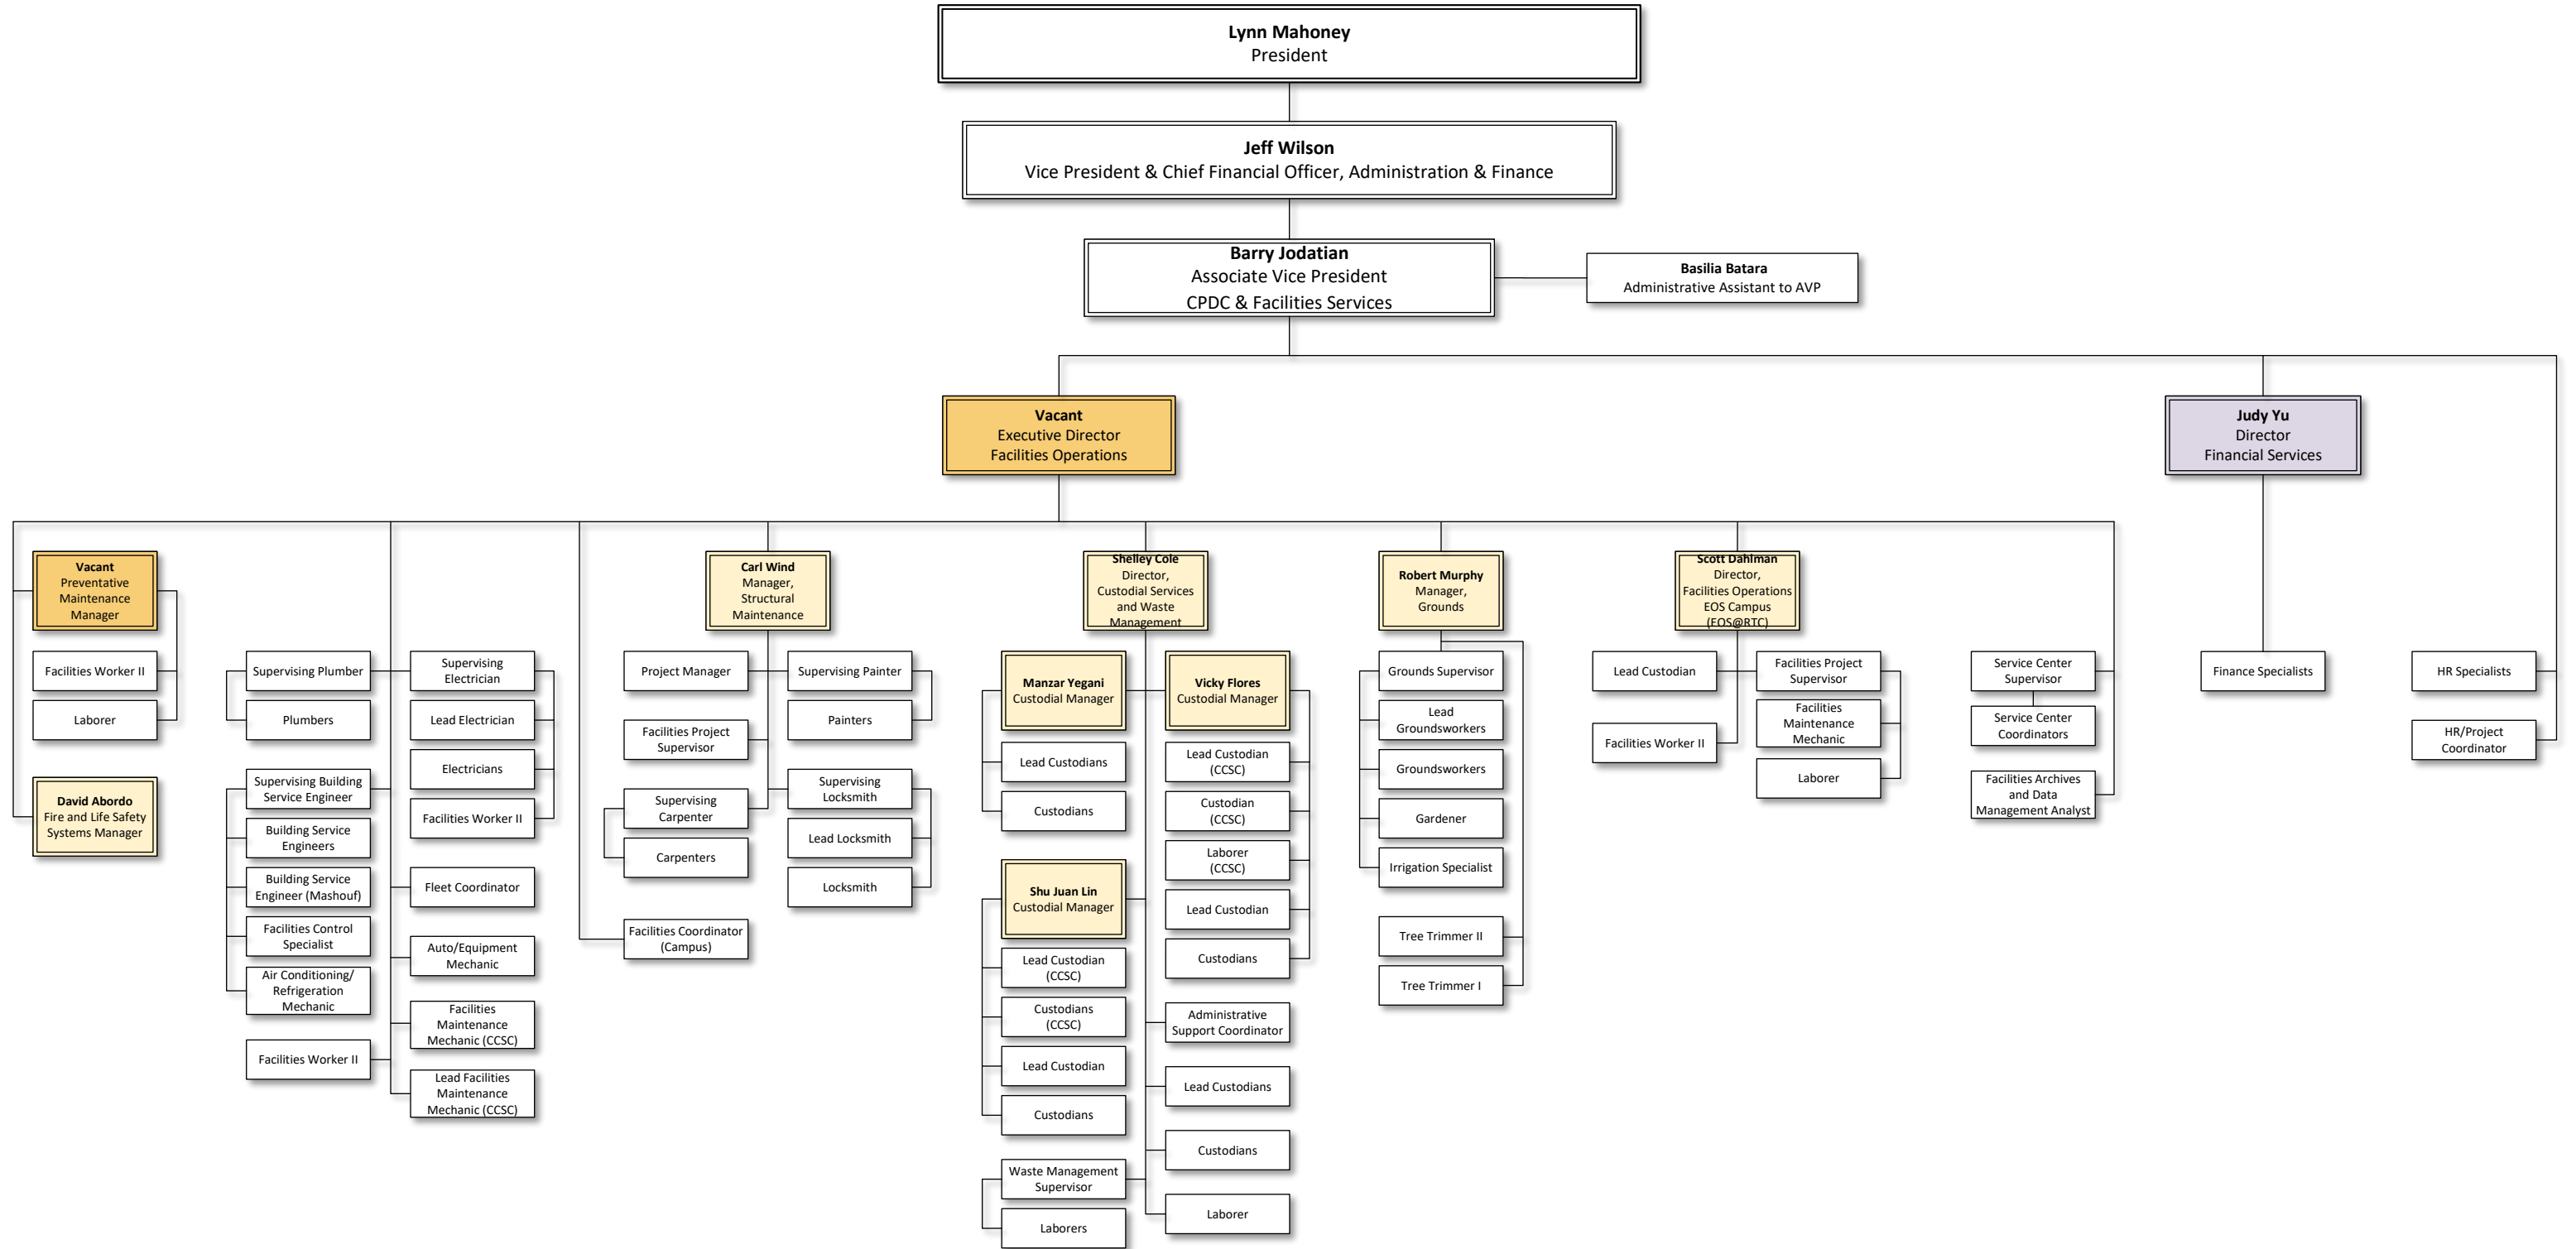 Lynn Mahoney
President
Jeff Wilson
Vice President & Chief Financial Officer, Administration & Finance
Barry Jodatian
Associate Vice President
CPDC & Facilities Services
Basilia Batara
Administrative Assistant to AVP
Vacant
Executive Director
Facilities Operations
Judy Yu
Director
Financial Services
Vacant
Preventative
Maintenance
Manager
Facilities Worker II
Laborer
David Abordo
Fire and Life Safety
Systems Manager
Supervising Plumber
Plumbers
Supervising Building
Service Engineer
Building Service
Engineers
Building Service
Engineer (Mashouf)
Facilities Control
Specialist
Air Conditioning/
Refrigeration
Mechanic
Facilities Worker II
Supervising
Electrician
Lead Electrician
Electricians
Facilities Worker II
Fleet Coordinator
Auto/Equipment
Mechanic
Facilities
Maintenance
Mechanic (CCSC)
Lead Facilities
Maintenance
Mechanic (CCSC)
Carl Wind
Manager,
Structural
Maintenance
Project Manager
Facilities Project
Supervisor
Supervising
Carpenter
Carpenters
Facilities Coordinator
(Campus)
Supervising Painter
Painters
Supervising
Locksmith
Lead Locksmith
Locksmith
Shelley Cole
Director,
Custodial Services
and Waste
Management
Manzar Yegani
Custodial Manager
Lead Custodians
Custodians
Shu Juan Lin
Custodial Manager
Lead Custodian
(CCSC)
Custodians
(CCSC)
Lead Custodian
Custodians
Waste Management
Supervisor
Laborers
Vicky Flores
Custodial Manager
Lead Custodian
(CCSC)
Custodian
(CCSC)
Laborer
(CCSC)
Lead Custodian
Custodians
Administrative
Support Coordinator
Lead Custodians
Custodians
Laborer
Robert Murphy
Manager,
Grounds
Grounds Supervisor
Lead
Groundsworkers
Groundsworkers
Gardener
Irrigation Specialist
Tree Trimmer II
Tree Trimmer I
Scott Dahlman
Director,
Facilities Operations
EOS Campus
(EOS@RTC)
Lead Custodian
Facilities Worker II
Facilities Project
Supervisor
Facilities
Maintenance
Mechanic
Laborer
Service Center
Supervisor
Service Center
Coordinators
Facilities Archives
and Data
Management Analyst
Finance Specialists
HR Specialists
HR/Project
Coordinator